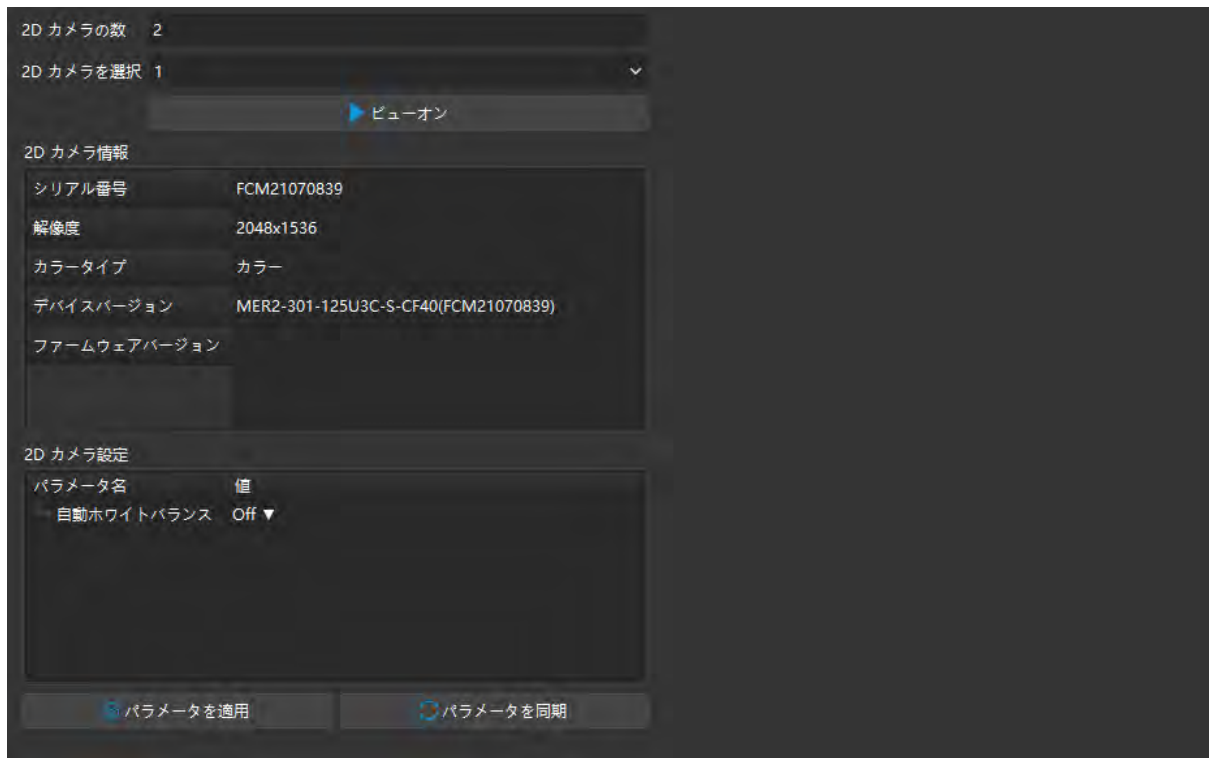 2D カメラの数 2
2D カメラを選択 1
ビューオン
2D カメラ情報
シリアル番号 FCM21070839
解像度 2048x1536
カラータイプ カラー
デバイスバージョン MER2-301-125U3C-S-CF40(FCM21070839)
ファームウェアバージョン
2D カメラ設定
パラメータ名 値
自動ホワイトバランス Off ▼
パラメータを適用 パラメータを同期